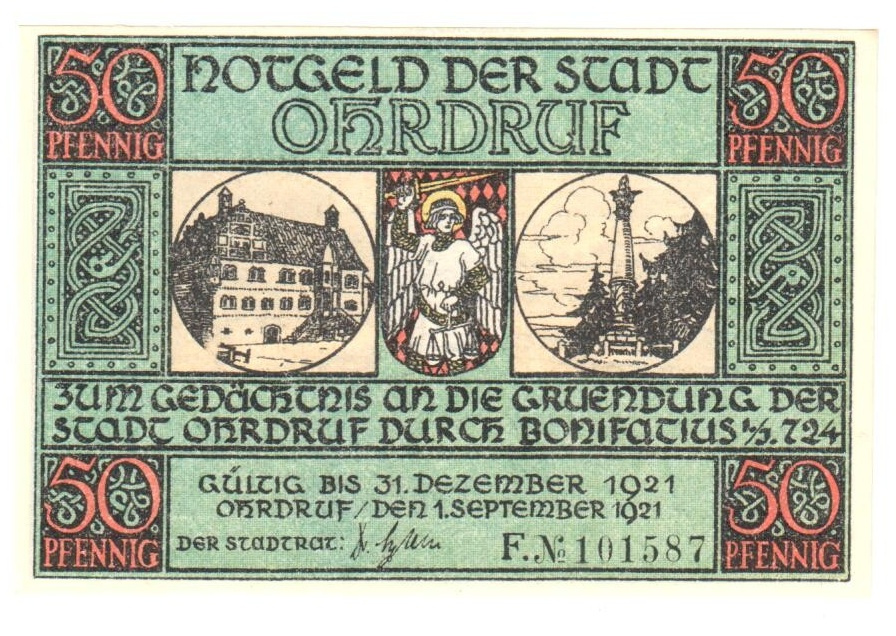 50 PFENNIG
NOTGELD DER STADT
OHRDRUF
50 PFENNIG
ZUM GEDÄCHTNIS AN DIE GRUENDUNG DER
STADT OHRDRUF DURCH BONIFATIUS 724
50 PFENNIG
GÜLTIG BIS 31. DEZEMBER 1921
OHRDRUF / DEN 1. SEPTEMBER 1921
DER STADTRAT:
F. № 101587
50 PFENNIG